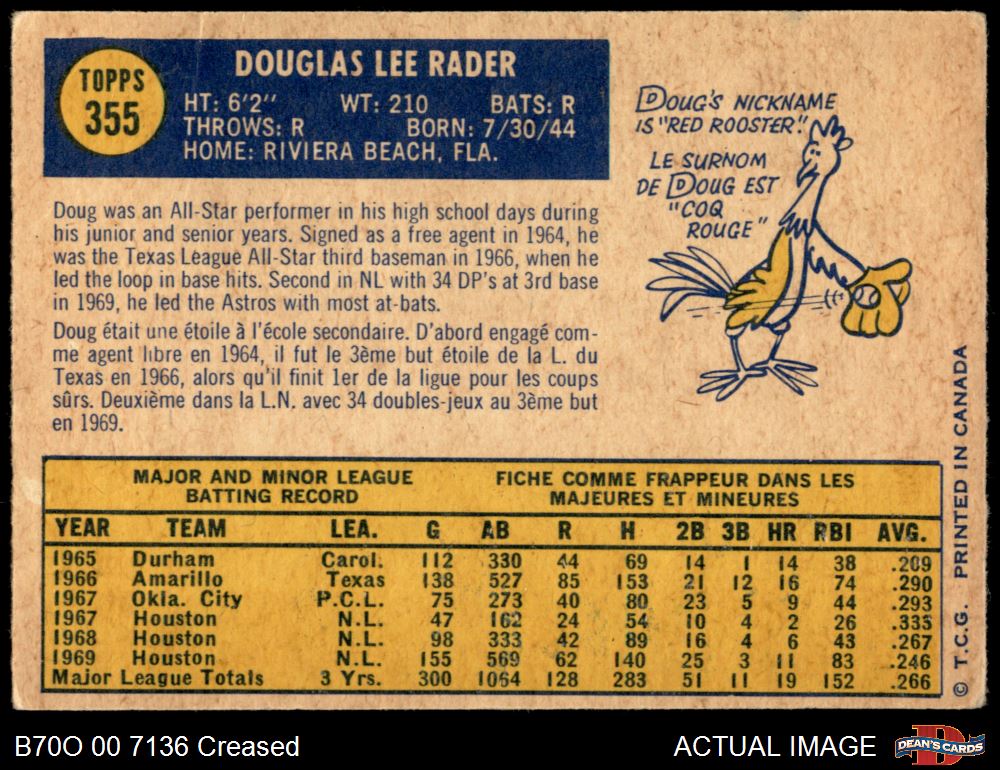 TOPPS
355
DOUGLAS LEE RADER
HT: 6'2" WT: 210 BATS: R
THROWS: R BORN: 7/30/44
HOME: RIVIERA BEACH, FLA.
DOUG'S NICKNAME
IS "RED ROOSTER".
LE SURNOM
DE DOUG EST
"COQ
ROUGE"
Doug was an All-Star performer in his high school days during
his junior and senior years. Signed as a free agent in 1964, he
was the Texas League All-Star third baseman in 1966, when he
led the loop in base hits. Second in NL with 34 DP's at 3rd base
in 1969, he led the Astros with most at-bats.
Doug était une étoile à l'école secondaire. D'abord engagé com-
me agent libre en 1964, il fut le 3ème but étoile de la L. du
Texas en 1966, alors qu'il finit 1er de la ligue pour les coups
sûrs. Deuxième dans la L.N. avec 34 doubles-jeux au 3ème but
en 1969.
MAJOR AND MINOR LEAGUE
BATTING RECORD
FICHE COMME FRAPPEUR DANS LES
MAJEURES ET MINEURES
YEAR TEAM LEA. G AB R H 2B 3B HR RBI AVG.
1965 Durham Carol. 112 330 44 69 14 1 14 38 .209
1966 Amarillo Texas 138 527 85 153 21 12 16 74 .290
1967 Okla. City P.C.L. 75 273 40 80 23 5 9 44 .293
1967 Houston N.L. 47 162 24 54 10 4 2 26 .333
1968 Houston N.L. 98 333 42 89 16 4 6 43 .267
1969 Houston N.L. 155 569 62 140 25 3 11 83 .246
Major League Totals 3 Yrs. 300 1064 128 283 51 11 19 152 .266
© T.C.G. PRINTED IN CANADA
B70O 00 7136 Creased
ACTUAL IMAGE
DEAN'S CARDS